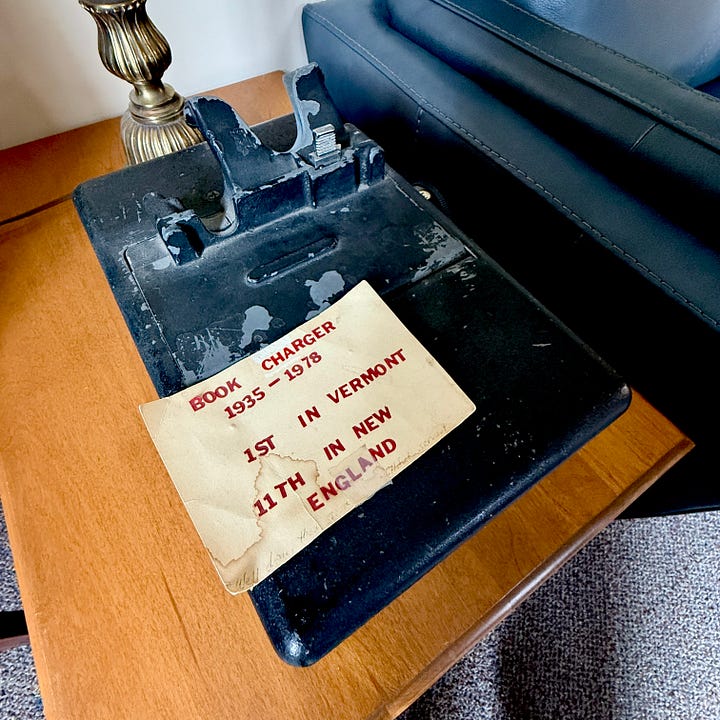 BOOK CHARGER
1935 - 1978
1ST IN VERMONT
11TH IN NEW
ENGLAND